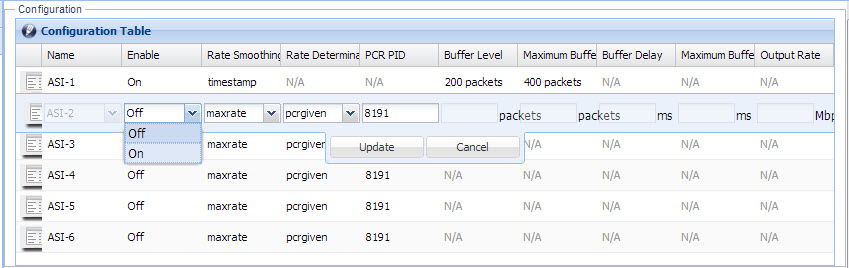 Configuration
Configuration Table
Name Enable Rate Smoothing Rate Determina PCR PID Buffer Level Maximum Buffe Buffer Delay Maximum Buffe Output Rate
ASI-1 On timestamp N/A N/A 200 packets 400 packets N/A N/A N/A
ASI-2 Off maxrate pcrgiven 8191 packets packets ms ms Mbp
Off
On
Update Cancel
ASI-3 maxrate pcrgiven N/A N/A N/A N/A
ASI-4 Off maxrate pcrgiven 8191 N/A N/A N/A N/A N/A
ASI-5 Off maxrate pcrgiven 8191 N/A N/A N/A N/A N/A
ASI-6 Off maxrate pcrgiven 8191 N/A N/A N/A N/A N/A